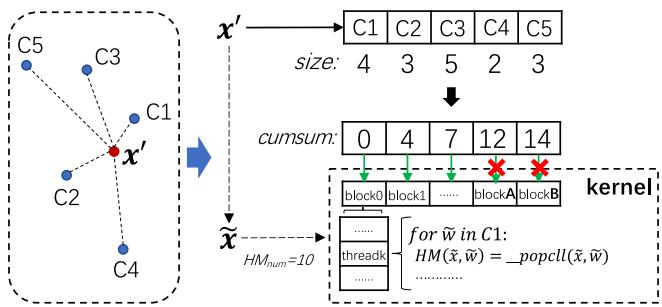 C5
C3
C1
x′
C2
C4
x′
C1 C2 C3 C4 C5
size: 4 3 5 2 3
cumsum: 0 4 7 12 14
kernel
block0 block1 ...... blockA blockB
x̃
HMnum=10
......
threadk
......
for w̃ in C1:
HM(x̃, w̃) = __popcll(x̃, w̃)
............